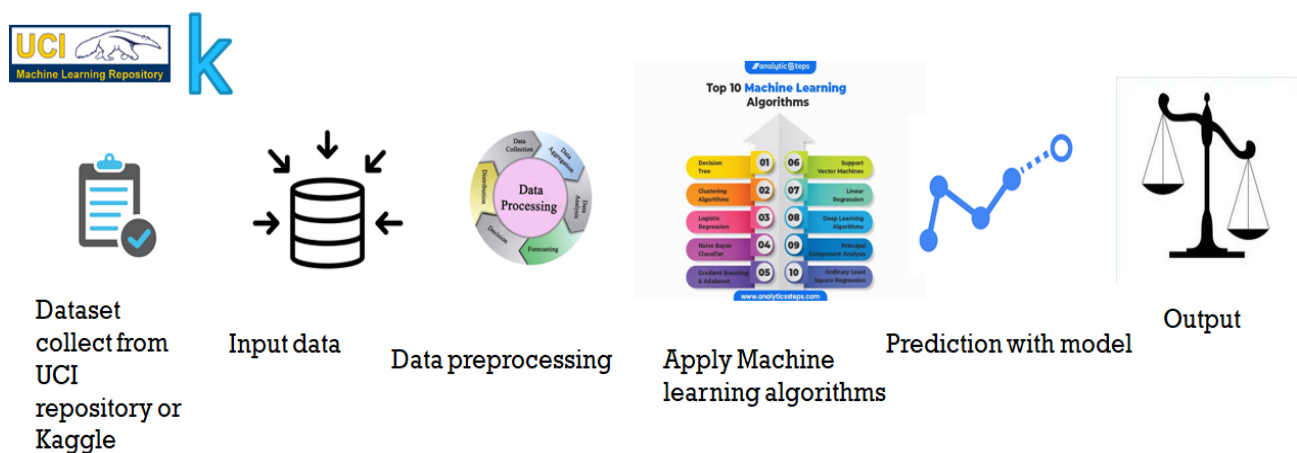 UCI
Machine Learning Repository
k
Dataset
collect from
UCI
repository or
Kaggle
Input data
Data
Collection
Data
Aggregation
Data
Analysis
Forecasting
Decision
Distribution
Data
Processing
Data preprocessing
analyticSteps
Top 10 Machine Learning
Algorithms
Decision
Tree
01
06
Support
Vector Machines
Clustering
Algorithms
02
07
Linear
Regression
Logistic
Regression
03
08
Deep Learning
Algorithms
Naive Bayes
Classifier
04
09
Principal
Component Analysis
Gradient Boosting
& Adaboost
05
10
Ordinary Least
Square Regression
www.analyticssteps.com
Apply Machine
learning algorithms
Prediction with model
Output